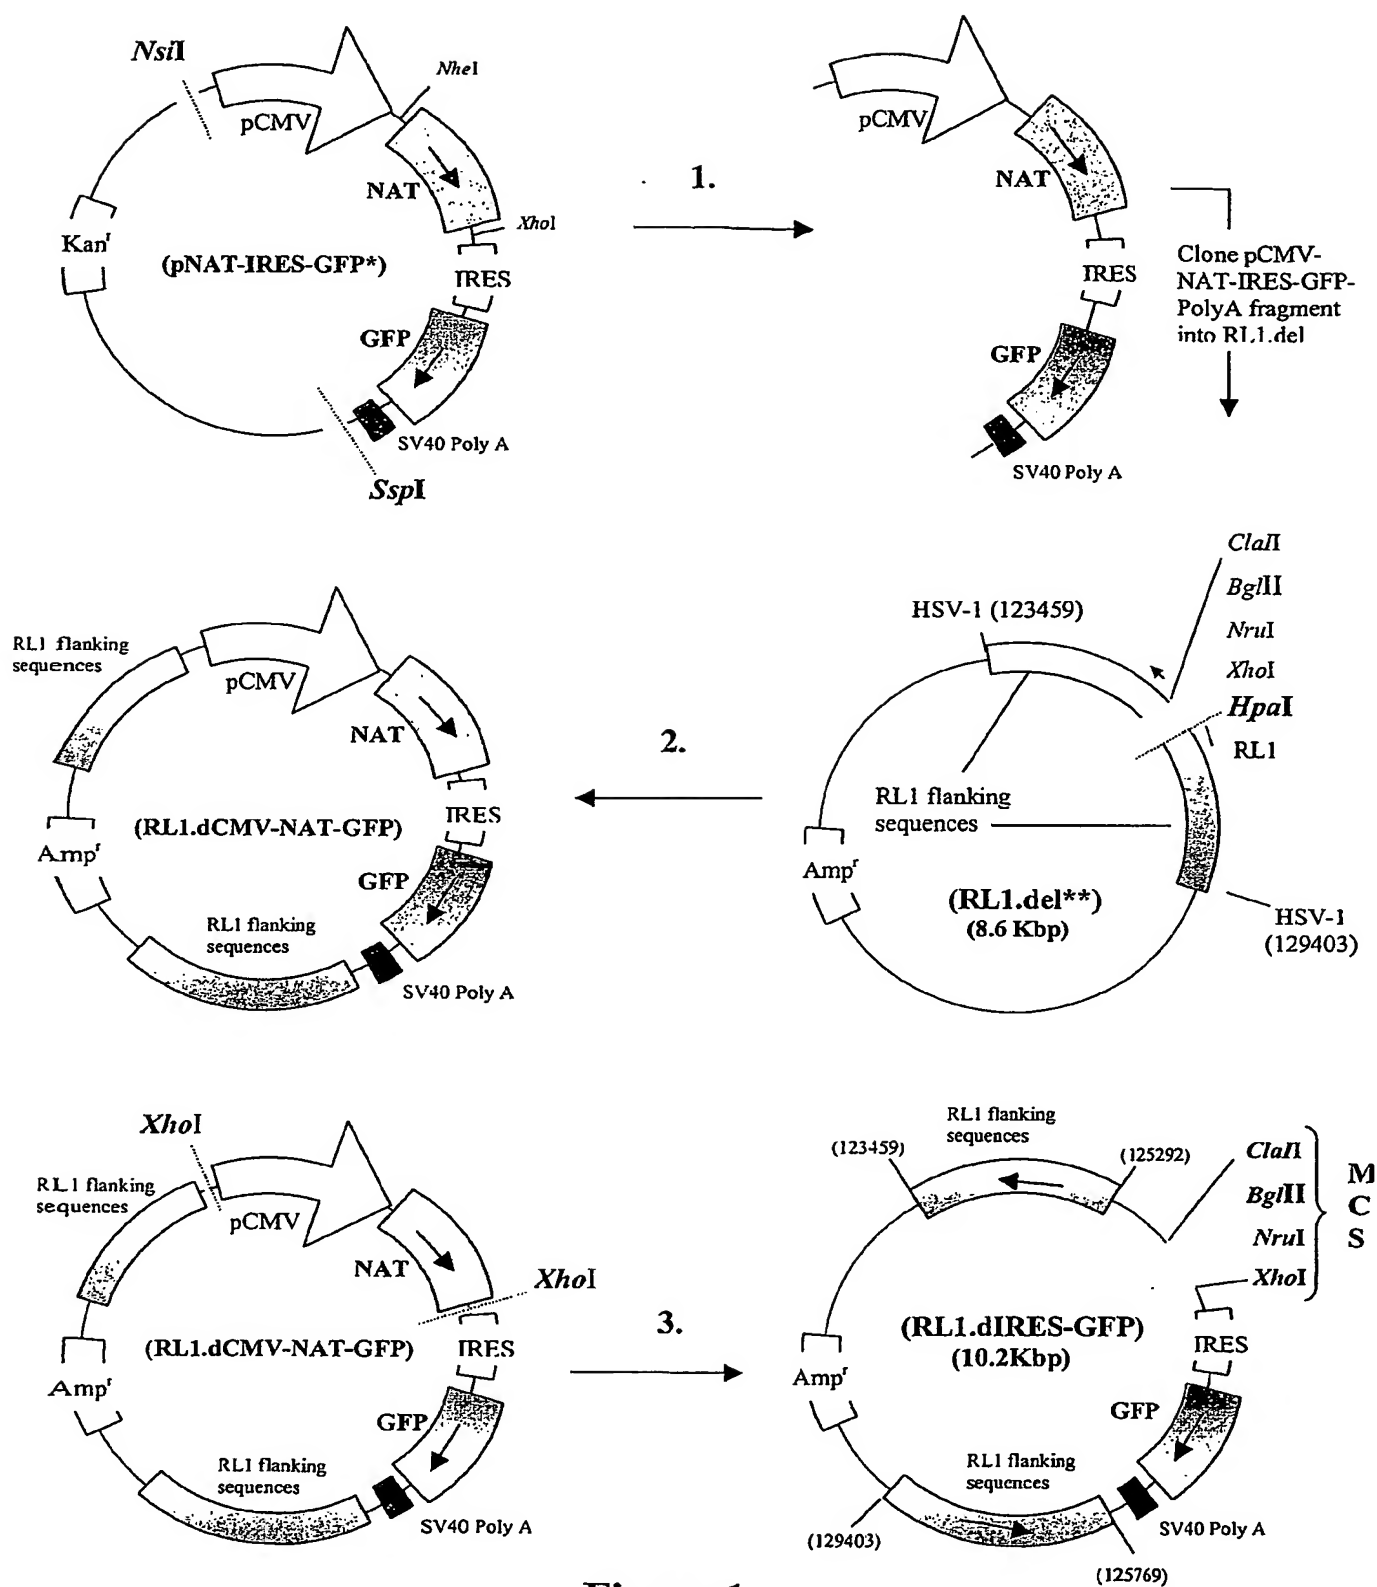 NsiI
NheI
pCMV
NAT
XhoI
Kanʳ
(pNAT-IRES-GFP*)
IRES
GFP
SV40 Poly A
SspI
1.
pCMV
NAT
IRES
GFP
SV40 Poly A
Clone pCMV-
NAT-IRES-GFP-
PolyA fragment
into RL1.del
RL1 flanking
sequences
pCMV
NAT
IRES
(RL1.dCMV-NAT-GFP)
Ampʳ
GFP
RL1 flanking
sequences
SV40 Poly A
2.
ClaII
BglII
NruI
XhoI
HpaI
RL1
HSV-1 (123459)
RL1 flanking
sequences
Ampʳ
(RL1.del**)
(8.6 Kbp)
HSV-1
(129403)
XhoI
RL1 flanking
sequences
pCMV
NAT
XhoI
(RL1.dCMV-NAT-GFP)
IRES
Ampʳ
GFP
RL1 flanking
sequences
SV40 Poly A
3.
RL1 flanking
sequences
(123459)
(125292)
ClaII
BglII
NruI
XhoI
MCS
(RL1.dIRES-GFP)
(10.2Kbp)
IRES
Ampʳ
GFP
RL1 flanking
sequences
SV40 Poly A
(129403)
(125769)